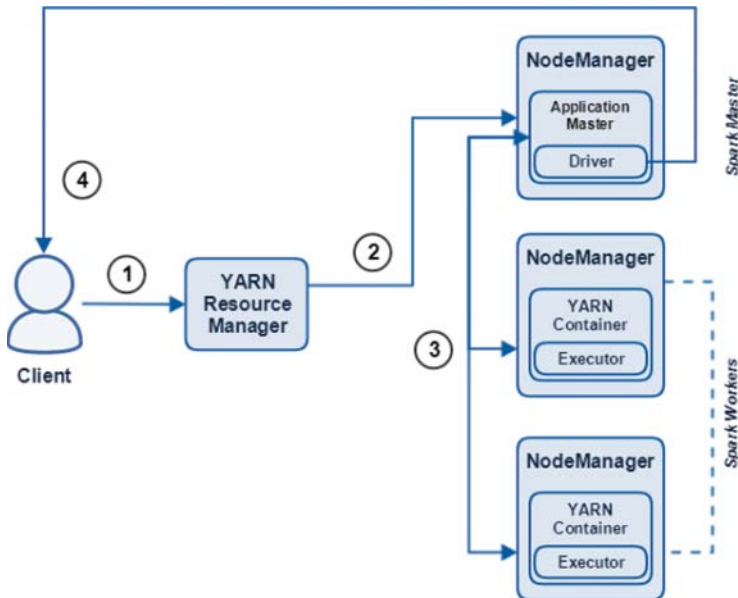 NodeManager
Application
Master
Driver
Spark Master
4
2
1
YARN
Resource
Manager
Client
NodeManager
YARN
Container
Executor
3
Spark Workers
NodeManager
YARN
Container
Executor